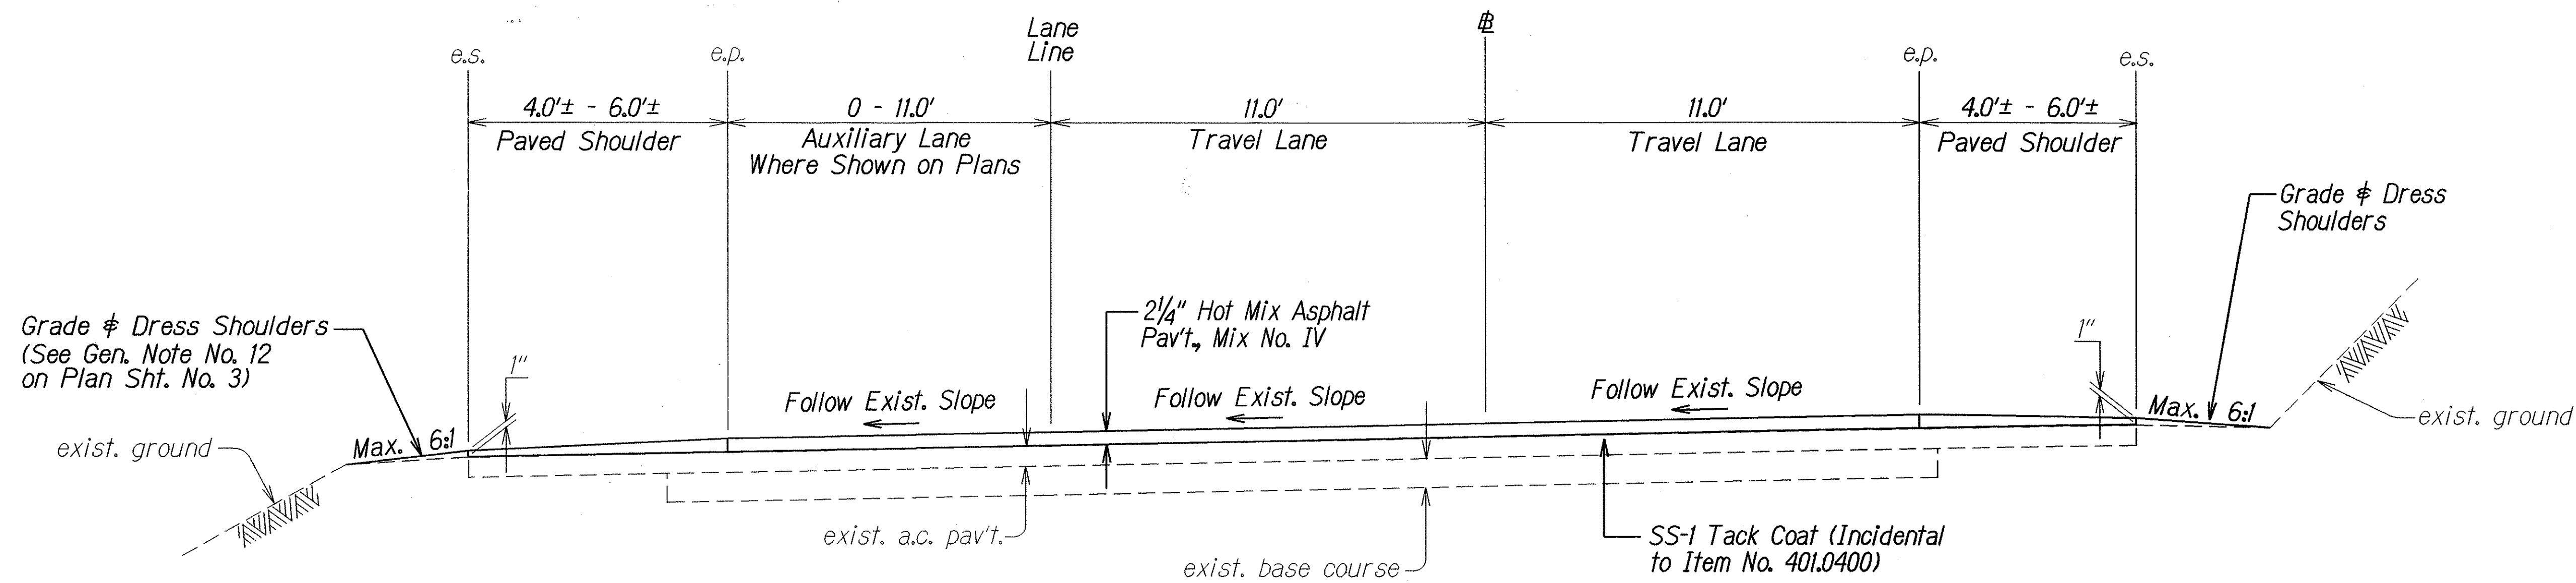 Lane
Line
℄
e.s.
e.p.
e.p.
e.s.
4.0'± - 6.0'±
0 - 11.0'
11.0'
11.0'
4.0'± - 6.0'±
Paved Shoulder
Auxiliary Lane
Where Shown on Plans
Travel Lane
Travel Lane
Paved Shoulder
Grade & Dress
Shoulders
2¼" Hot Mix Asphalt
Pav't., Mix No. IV
Grade & Dress Shoulders
(See Gen. Note No. 12
on Plan Sht. No. 3)
1"
1"
Follow Exist. Slope
Follow Exist. Slope
Follow Exist. Slope
Max. 6:1
Max. 6:1
exist. ground
exist. ground
exist. a.c. pav't.
exist. base course
SS-1 Tack Coat (Incidental
to Item No. 401.0400)